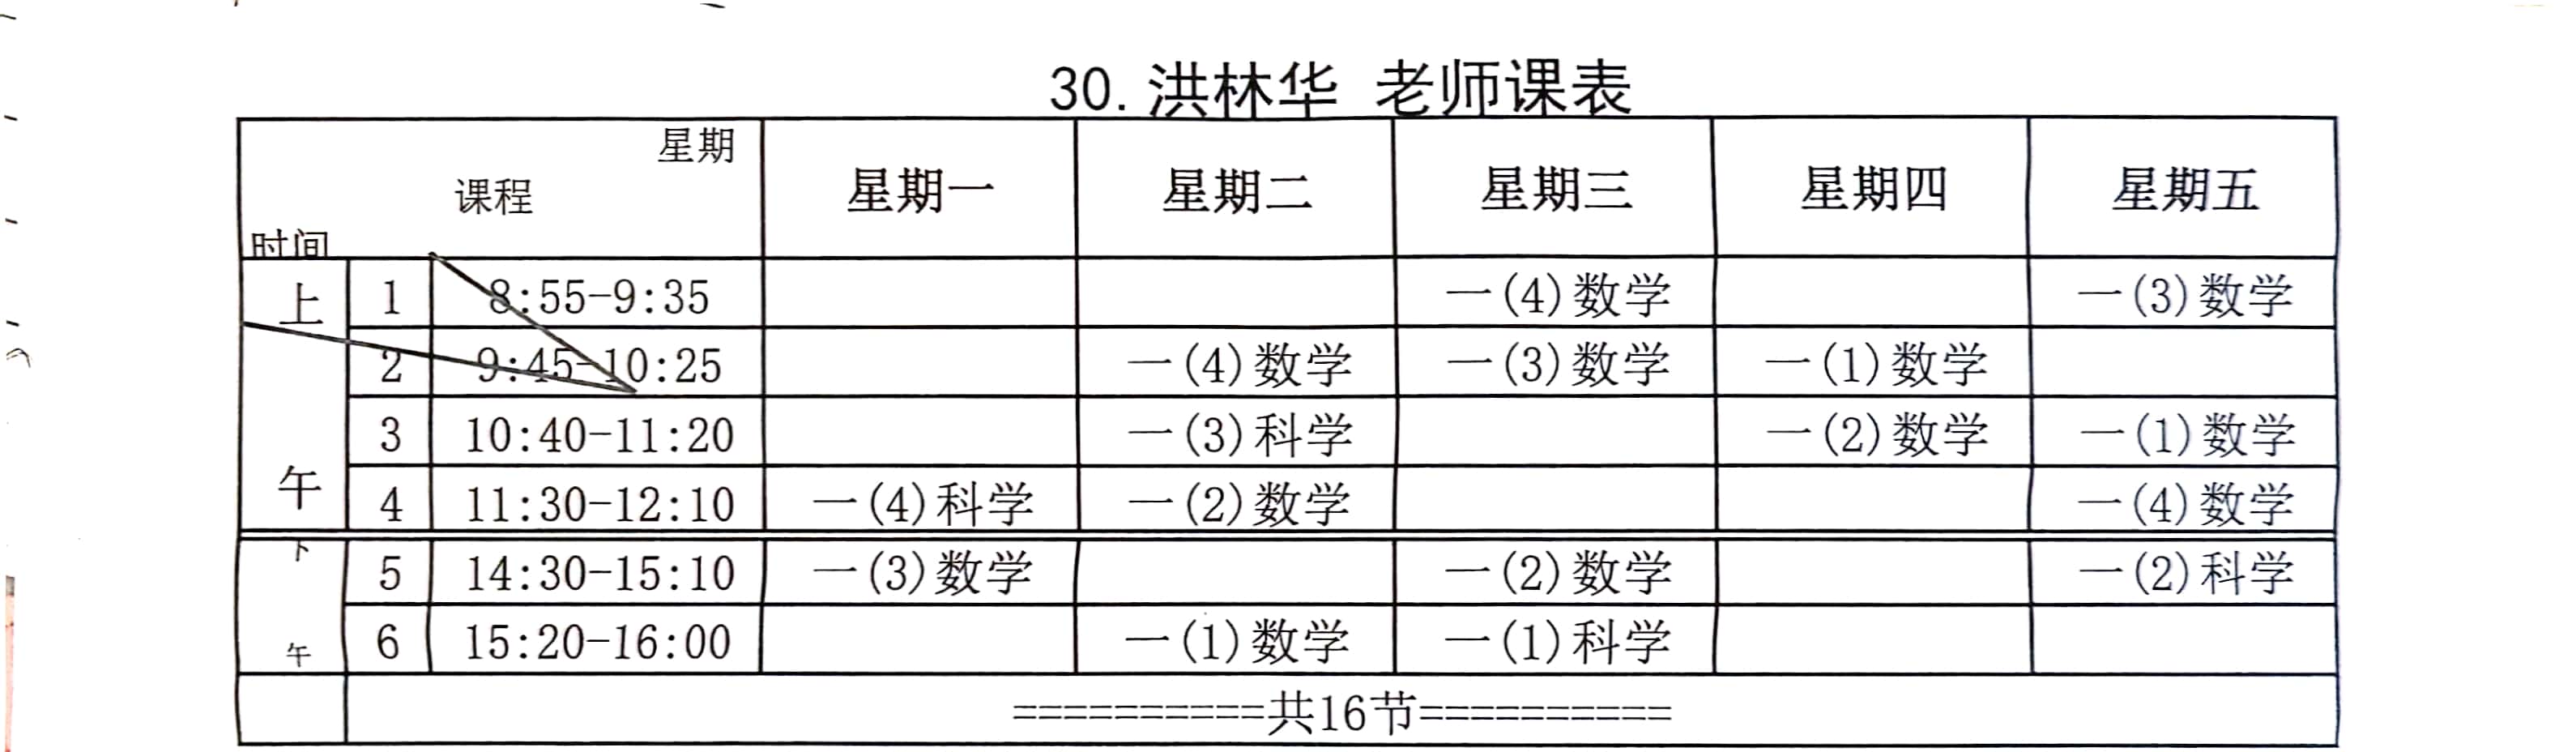 30.洪林华 老师课表
星期
课程
时间
星期一 星期二 星期三 星期四 星期五
上
1 8:55-9:35 一(4)数学 一(3)数学
2 9:45-10:25 一(4)数学 一(3)数学 一(1)数学
3 10:40-11:20 一(3)科学 一(2)数学 一(1)数学
午
4 11:30-12:10 一(4)科学 一(2)数学 一(4)数学
下
5 14:30-15:10 一(3)数学 一(2)数学 一(2)科学
午
6 15:20-16:00 一(1)数学 一(1)科学
==========共16节==========